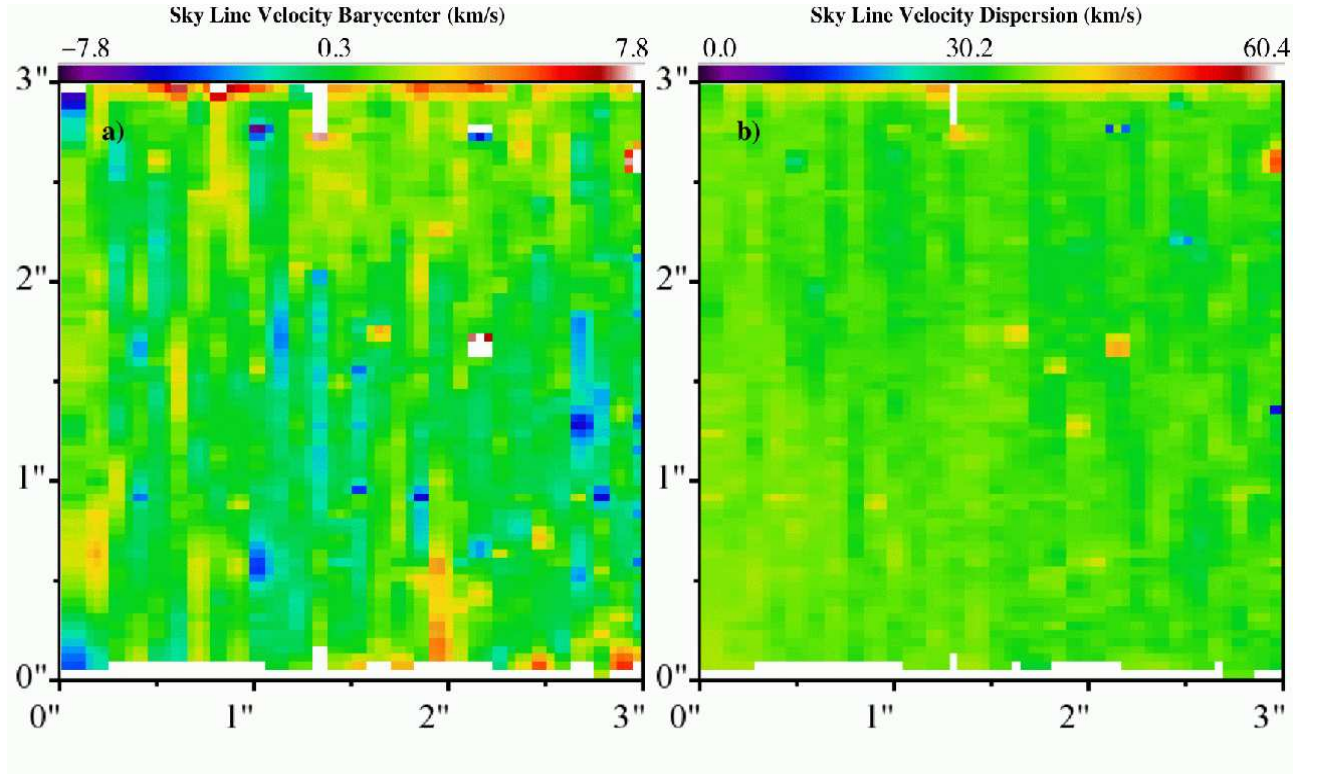 Sky Line Velocity Barycenter (km/s)
−7.8 0.3 7.8
3"
a)
2"
1"
0"
0" 1" 2" 3"
Sky Line Velocity Dispersion (km/s)
0.0 30.2 60.4
3"
b)
2"
1"
0"
0" 1" 2" 3"